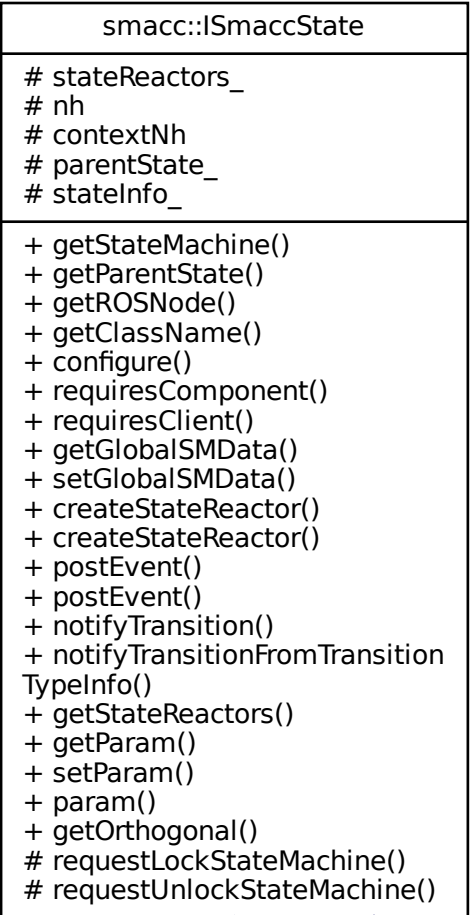 smacc::ISmaccState
# stateReactors_
# nh
# contextNh
# parentState_
# stateInfo_
+ getStateMachine()
+ getParentState()
+ getROSNode()
+ getClassName()
+ configure()
+ requiresComponent()
+ requiresClient()
+ getGlobalSMData()
+ setGlobalSMData()
+ createStateReactor()
+ createStateReactor()
+ postEvent()
+ postEvent()
+ notifyTransition()
+ notifyTransitionFromTransition
TypeInfo()
+ getStateReactors()
+ getParam()
+ setParam()
+ param()
+ getOrthogonal()
# requestLockStateMachine()
# requestUnlockStateMachine()